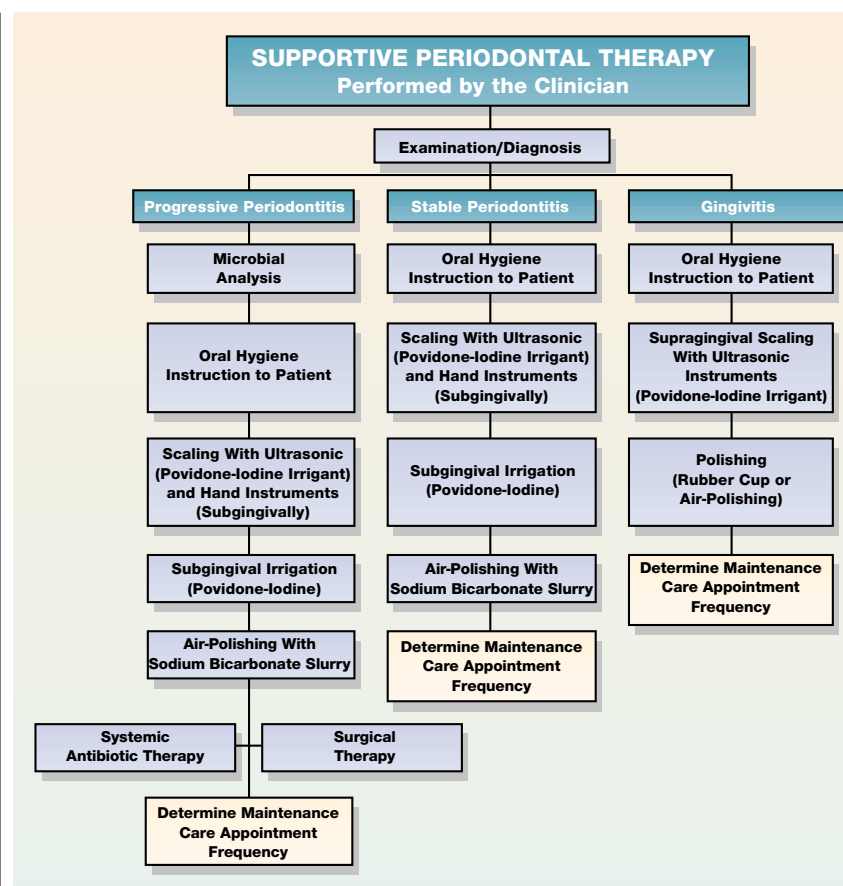 SUPPORTIVE PERIODONTAL THERAPY
Performed by the Clinician
Examination/Diagnosis
Progressive Periodontitis
Microbial
Analysis
Oral Hygiene
Instruction to Patient
Scaling With Ultrasonic
(Povidone-Iodine Irrigant)
and Hand Instruments
(Subgingivally)
Subgingival Irrigation
(Povidone-Iodine)
Air-Polishing With
Sodium Bicarbonate Slurry
Systemic
Antibiotic Therapy
Surgical
Therapy
Determine Maintenance
Care Appointment
Frequency
Stable Periodontitis
Oral Hygiene
Instruction to Patient
Scaling With Ultrasonic
(Povidone-Iodine Irrigant)
and Hand Instruments
(Subgingivally)
Subgingival Irrigation
(Povidone-Iodine)
Air-Polishing With
Sodium Bicarbonate Slurry
Determine Maintenance
Care Appointment
Frequency
Gingivitis
Oral Hygiene
Instruction to Patient
Supragingival Scaling
With Ultrasonic
Instruments
(Povidone-Iodine Irrigant)
Polishing
(Rubber Cup or
Air-Polishing)
Determine Maintenance
Care Appointment
Frequency